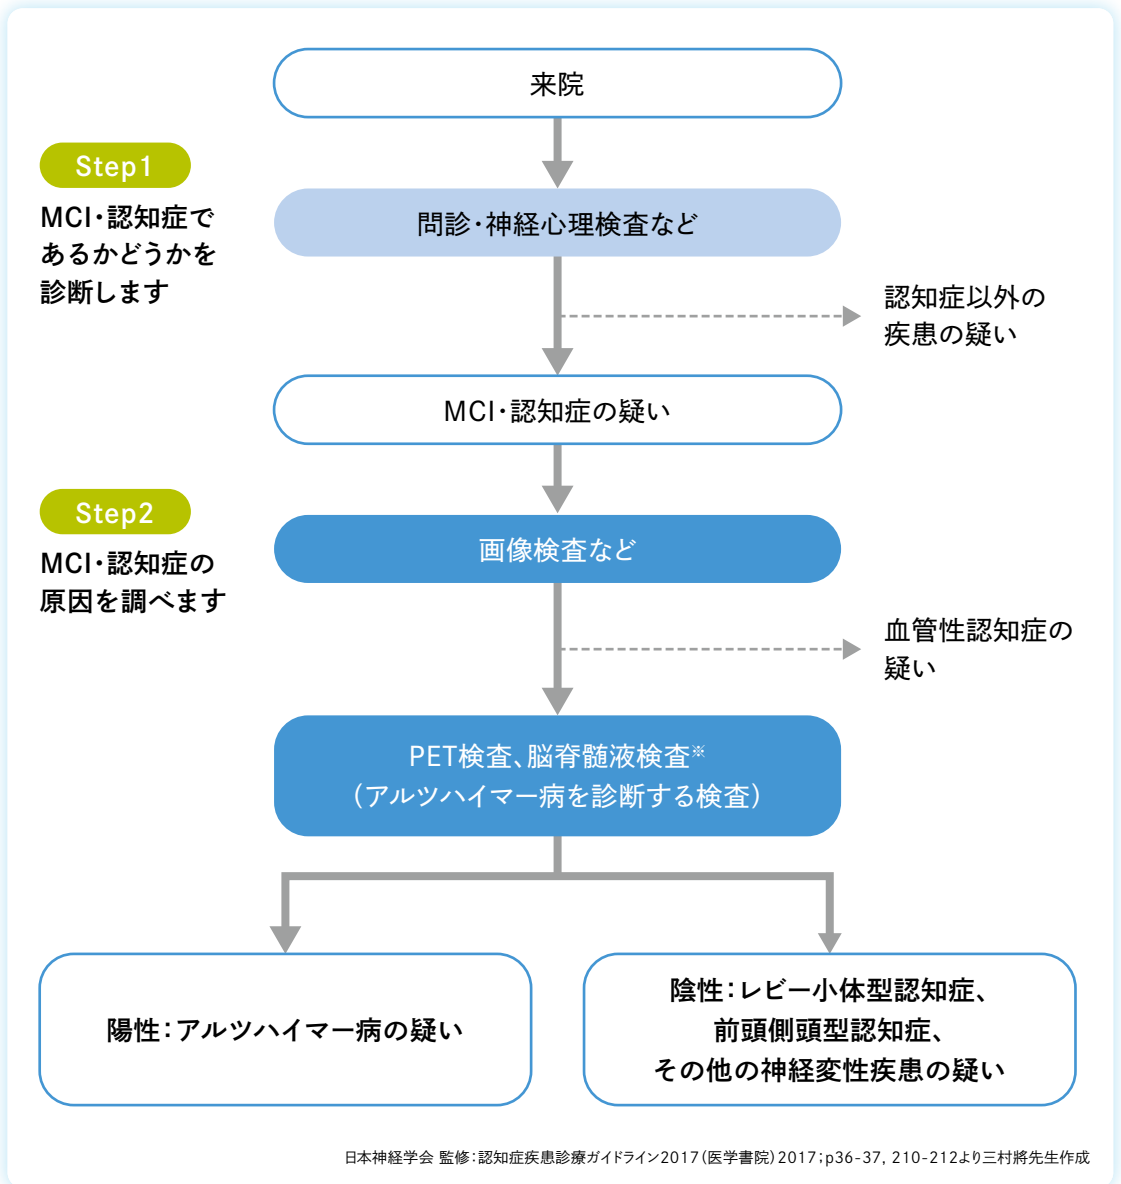 来院
Step1
MCI・認知症で
あるかどうかを
診断します
問診・神経心理検査など
認知症以外の
疾患の疑い
MCI・認知症の疑い
Step2
MCI・認知症の
原因を調べます
画像検査など
血管性認知症の
疑い
PET検査、脳脊髄液検査※
（アルツハイマー病を診断する検査）
陽性：アルツハイマー病の疑い
陰性：レビー小体型認知症、
前頭側頭型認知症、
その他の神経変性疾患の疑い
日本神経学会 監修：認知症疾患診療ガイドライン2017（医学書院）2017；p36-37, 210-212より三村將先生作成